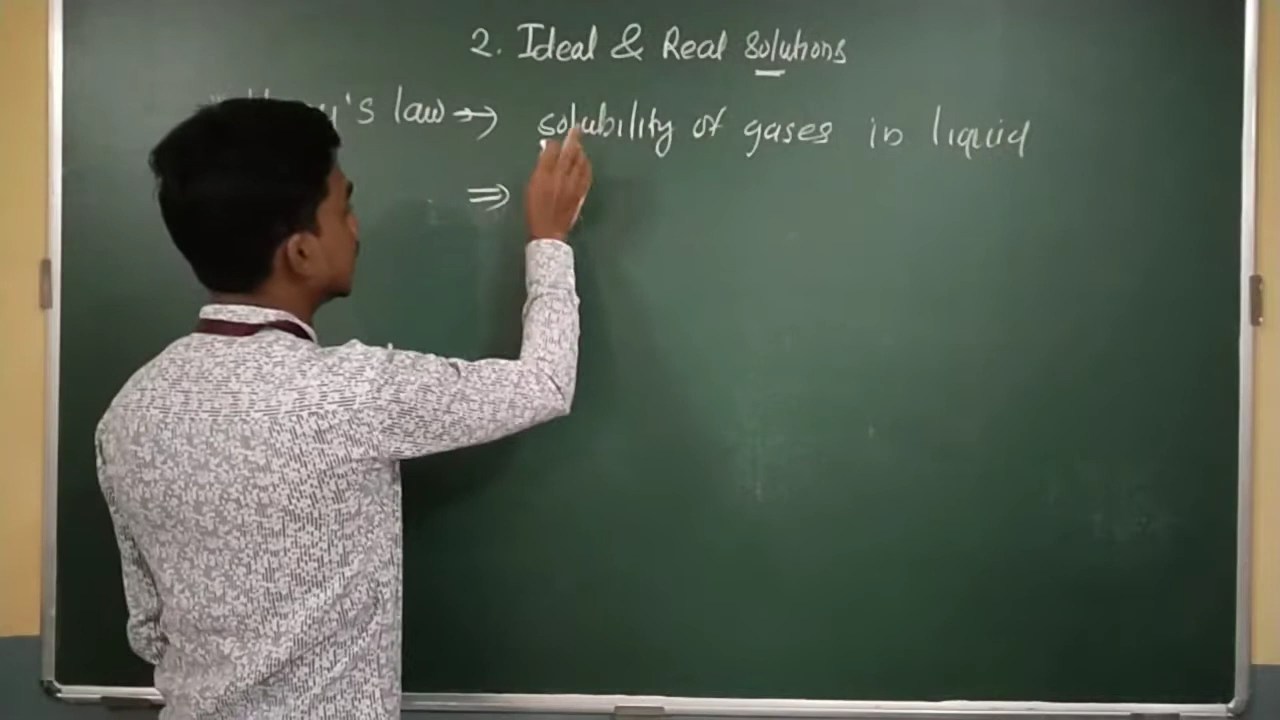 2. Ideal & Real Solutions
's law → solubility of gases in liquid
⇒